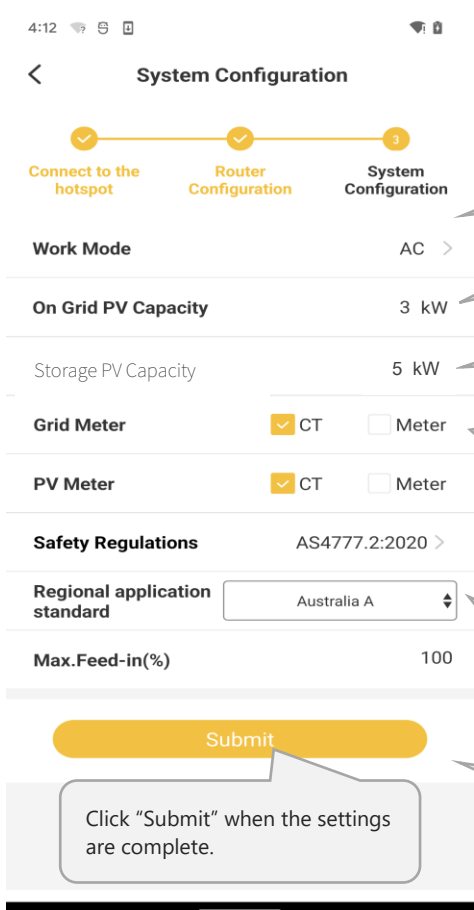 4:12
System Configuration
3
Connect to the Router System
hotspot Configuration Configuration
Work Mode AC
On Grid PV Capacity 3 kW
Storage PV Capacity 5 kW
Grid Meter CT Meter
PV Meter CT Meter
Safety Regulations AS4777.2:2020
Regional application
standard Australia A
Max.Feed-in(%) 100
Submit
Click “Submit” when the settings
are complete.